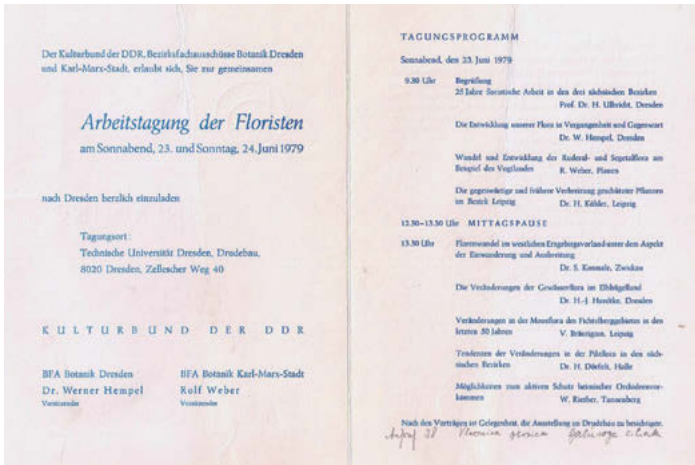 Der Kulturbund der DDR, Bezirksfachausschüsse Botanik Dresden
und Karl-Marx-Stadt, erlaubt sich, Sie zur gemeinsamen
Arbeitstagung der Floristen
am Sonnabend, 23. und Sonntag, 24. Juni 1979
nach Dresden herzlich einzuladen
Tagungsort:
Technische Universität Dresden, Drudebau,
8020 Dresden, Zellescher Weg 40
KULTURBUND DER DDR
BFA Botanik Dresden BFA Botanik Karl-Marx-Stadt
Dr. Werner Hempel Rolf Weber
Vorsitzender Vorsitzender
TAGUNGSPROGRAMM
Sonnabend, den 23. Juni 1979
9.30 Uhr Begrüßung
25 Jahre floristische Arbeit in den drei sächsischen Bezirken
Prof. Dr. H. Ullbricht, Dresden
Die Entwicklung unserer Flora in Vergangenheit und Gegenwart
Dr. W. Hempel, Dresden
Wandel und Entwicklung der Ruderal- und Segetalflora am
Beispiel des Vogtlandes R. Weber, Plauen
Die gegenwärtige und frühere Verbreitung geschützter Pflanzen
im Bezirk Leipzig Dr. H. Köhler, Leipzig
12.30–13.30 Uhr MITTAGSPAUSE
13.30 Uhr Florenwandel im westlichen Erzgebirgsvorland unter dem Aspekt
der Einwanderung und Ausbreitung
Dr. S. Zwickau
Die Veränderungen der Gewässerflora im Elbhügelland
Dr. H.-J. Hardtke, Dresden
Veränderungen in der Moosflora des Fichtelberggebietes in den
letzten 50 Jahren V. Leipzig
Tendenzen der Veränderungen in der Pilzflora in den säch-
sischen Bezirken Dr. H. Dörfelt, Halle
Möglichkeiten zum aktiven Schutz heimischer Orchideenvor-
kommen W. Riether, Tannenberg
Nach den Vorträgen ist Gelegenheit, die Ausstellung im Drudebau zu besichtigen.